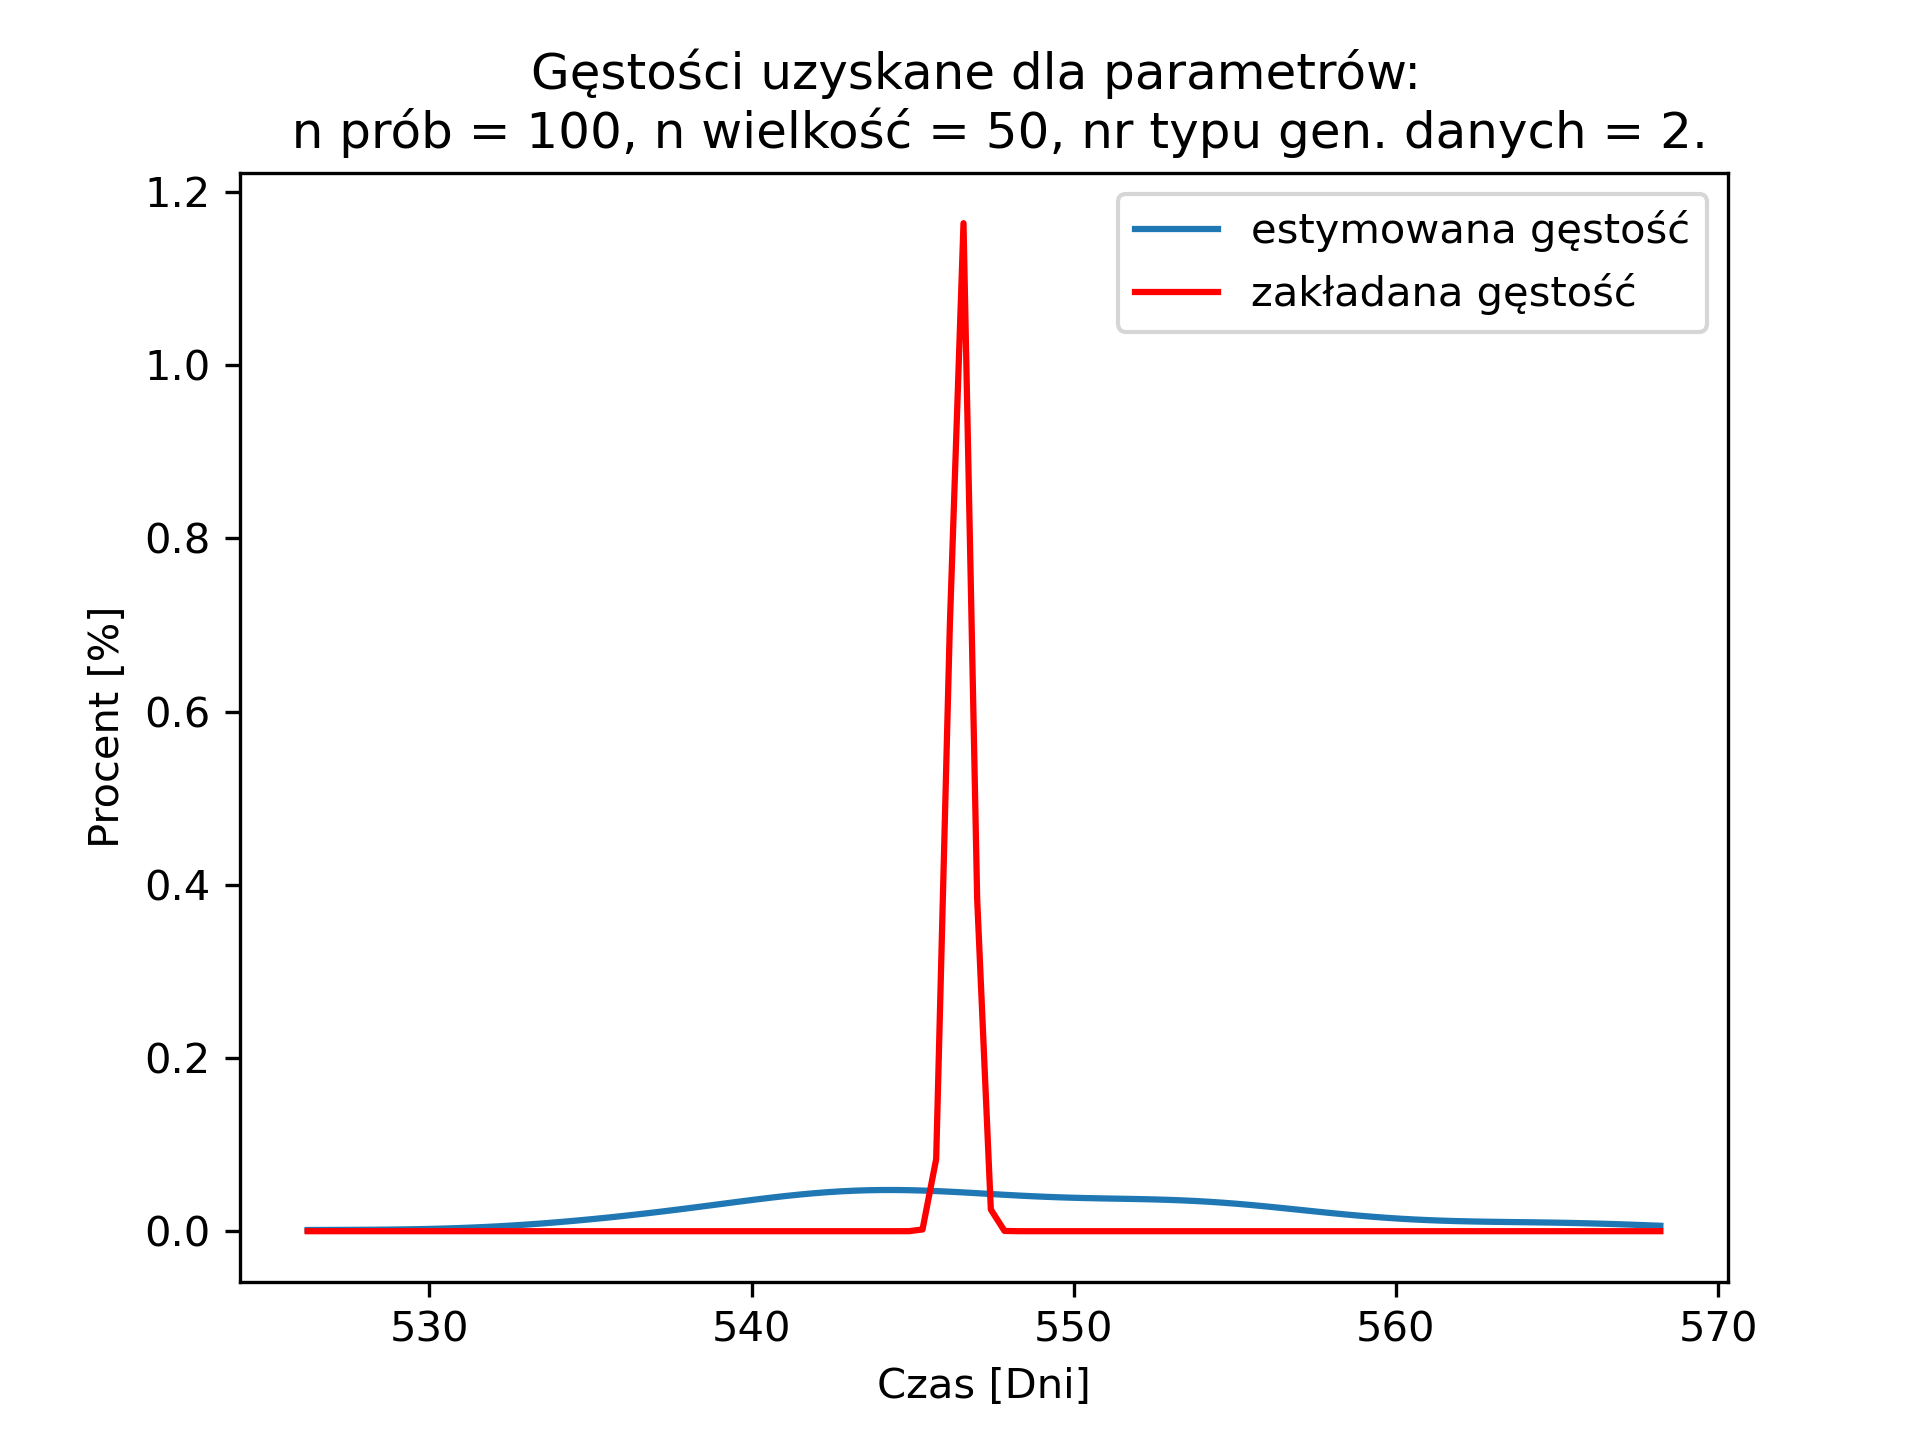 Gęstości uzyskane dla parametrów:
n prób = 100, n wielkość = 50, nr typu gen. danych = 2.
estymowana gęstość
zakładana gęstość
1.2
1.0
0.8
0.6
0.4
0.2
0.0
Procent [%]
530 540 550 560 570
Czas [Dni]